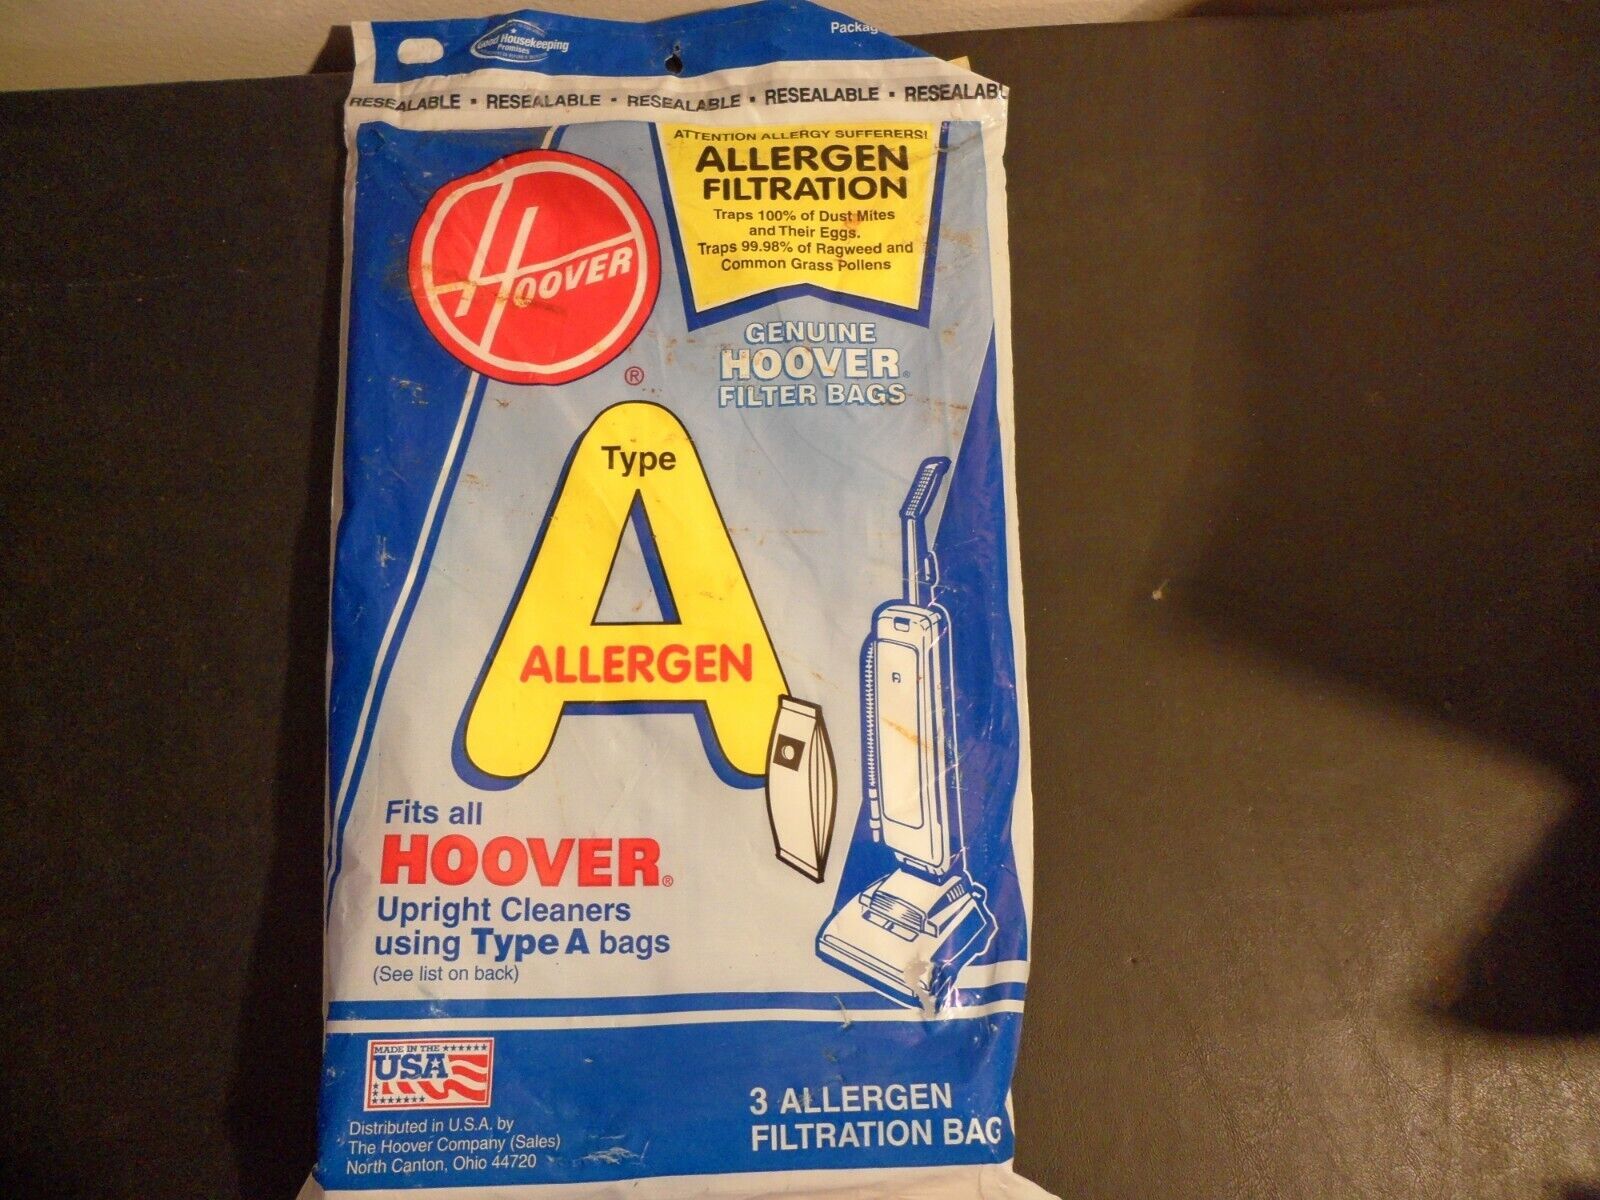 Good Housekeeping
Promises
RESEALABLE ▪ RESEALABLE ▪ RESEALABLE ▪ RESEALABLE ▪ RESEALABL
ATTENTION ALLERGY SUFFERERS!
ALLERGEN
FILTRATION
Traps 100% of Dust Mites
and Their Eggs.
Traps 99.98% of Ragweed and
Common Grass Pollens
HOOVER
®
GENUINE
HOOVER®
FILTER BAGS
Type
A
ALLERGEN
Fits all
HOOVER®
Upright Cleaners
using Type A bags
(See list on back)
MADE IN THE
USA
Distributed in U.S.A. by
The Hoover Company (Sales)
North Canton, Ohio 44720
3 ALLERGEN
FILTRATION BAG